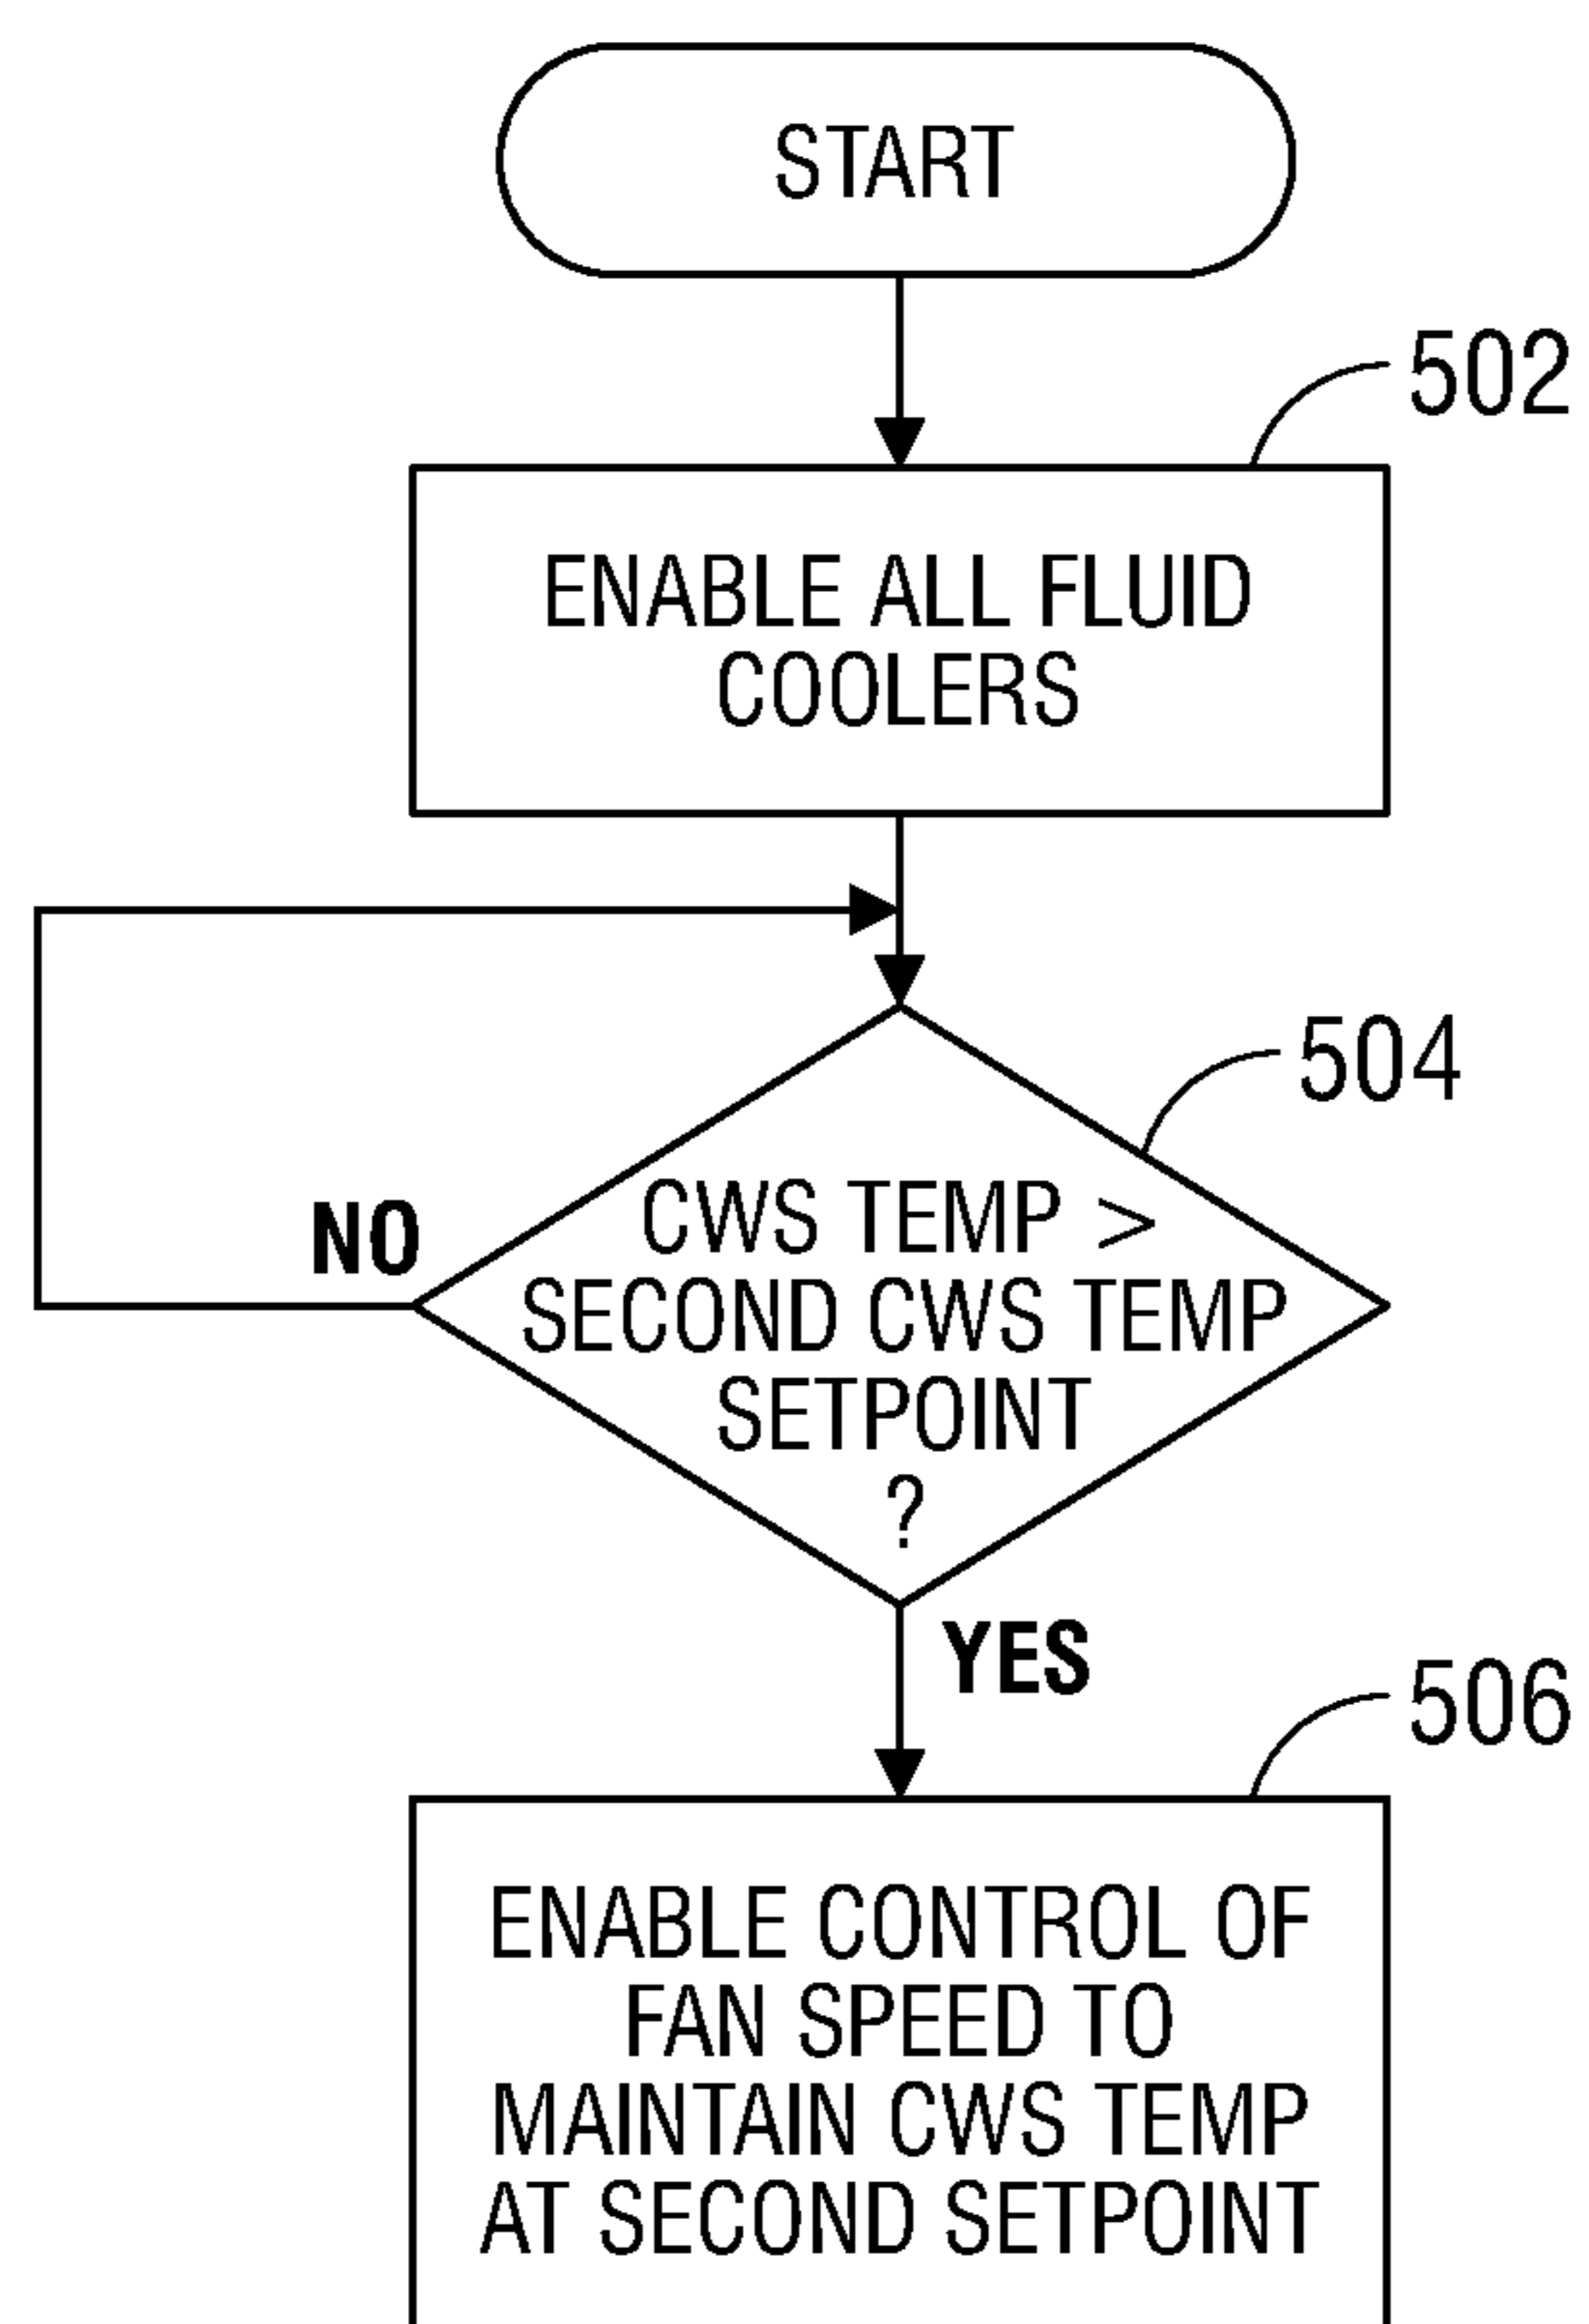 START
502
ENABLE ALL FLUID
COOLERS
504
NO
CWS TEMP >
SECOND CWS TEMP
SETPOINT
?
YES
506
ENABLE CONTROL OF
FAN SPEED TO
MAINTAIN CWS TEMP
AT SECOND SETPOINT